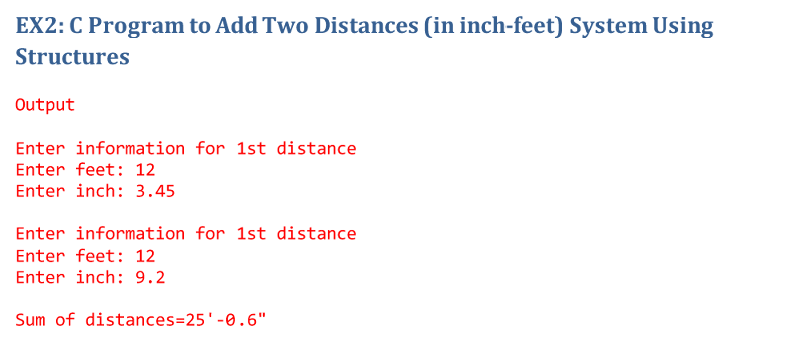 EX2: C Program to Add Two Distances (in inch-feet) System Using
Structures
Output
Enter information for 1st distance
Enter feet: 12
Enter inch: 3.45
Enter information for 1st distance
Enter feet: 12
Enter inch: 9.2
Sum of distances=25'-0.6"